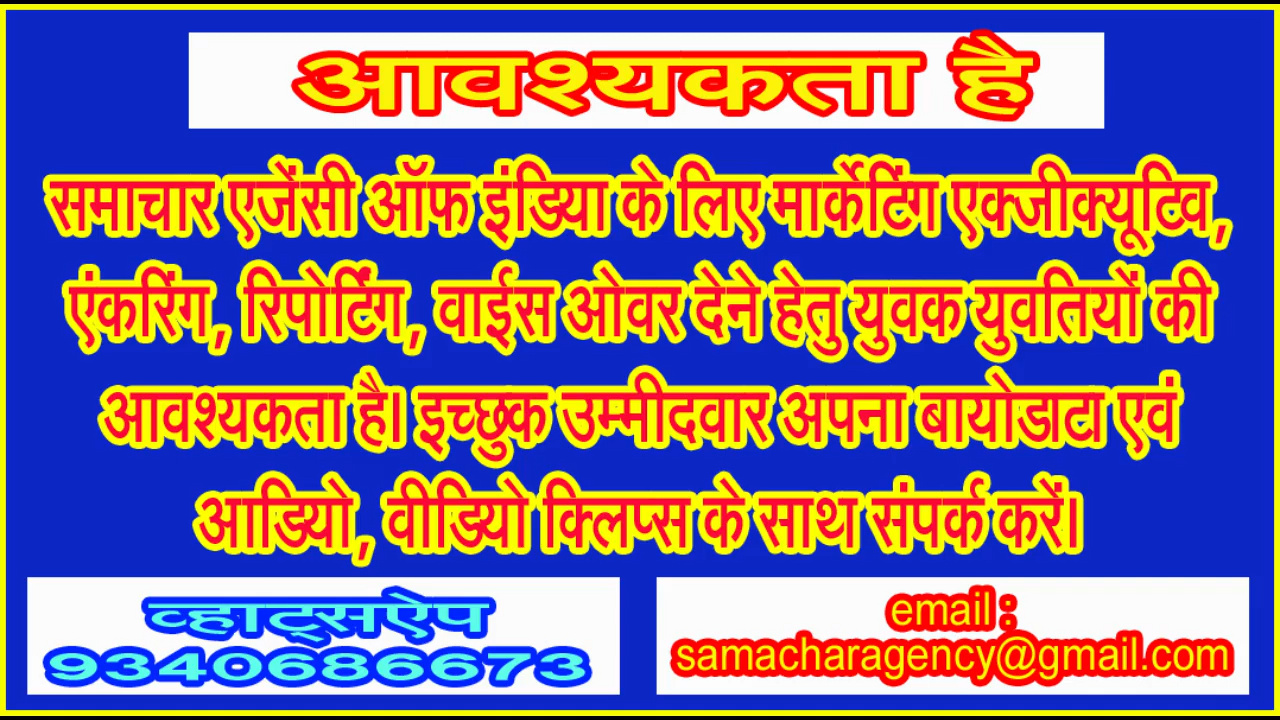 आवश्यकता है
समाचार एजेंसी ऑफ इंडिया के लिए मार्केटिंग एक्जीक्यूटिव,
एंकरिंग, रिपोर्टिंग, वाईस ओवर देने हेतु युवक युवतियों की
आवश्यकता है। इच्छुक उम्मीदवार अपना बायोडाटा एवं
आडियो, वीडियो क्लिप्स के साथ संपर्क करें।
व्हाट्सऐप
9340686673
email :
samacharagency@gmail.com